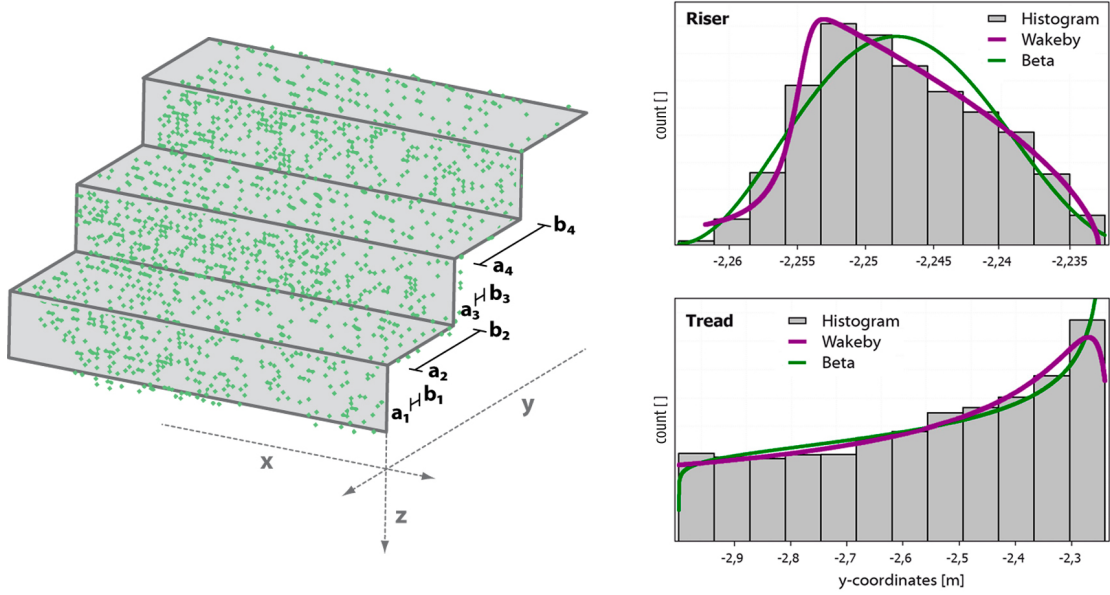 b₄
a₄
b₃
a₃
b₂
a₂
b₁
a₁
x
y
z
Riser
Histogram
Wakeby
Beta
count [ ]
-2,26
-2,255
-2,25
-2,245
-2,24
-2,235
Tread
Histogram
Wakeby
Beta
count [ ]
-2,9
-2,8
-2,7
-2,6
-2,5
-2,4
-2,3
y-coordinates [m]